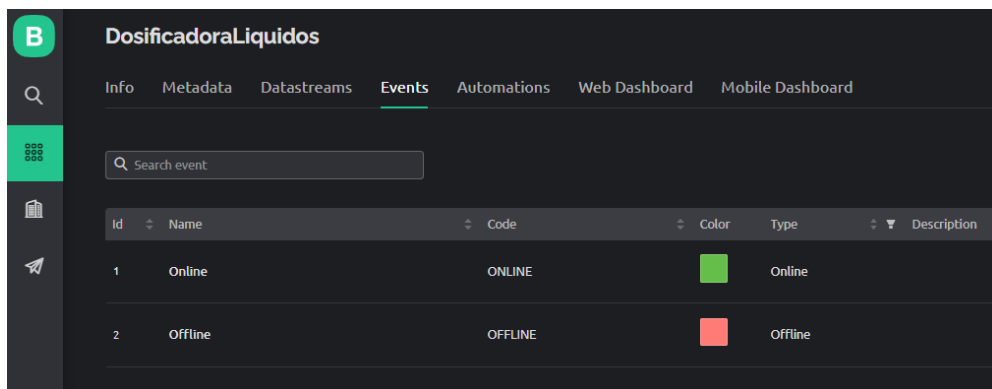 B
DosificadoraLiquidos
Info Metadata Datastreams Events Automations Web Dashboard Mobile Dashboard
Search event
Id Name Code Color Type Description
1 Online ONLINE Online
2 Offline OFFLINE Offline